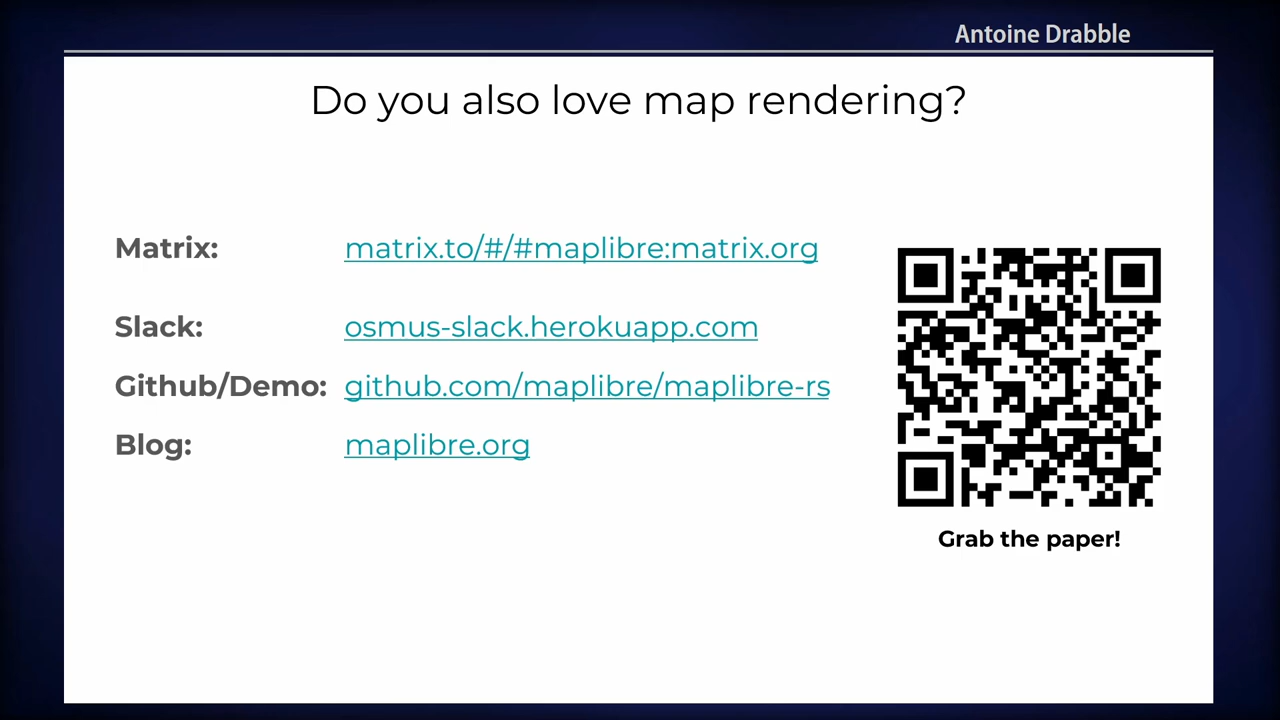 Antoine Drabble
Do you also love map rendering?
Matrix: matrix.to/#/#maplibre:matrix.org
Slack: osmus-slack.herokuapp.com
Github/Demo: github.com/maplibre/maplibre-rs
Blog: maplibre.org
Grab the paper!